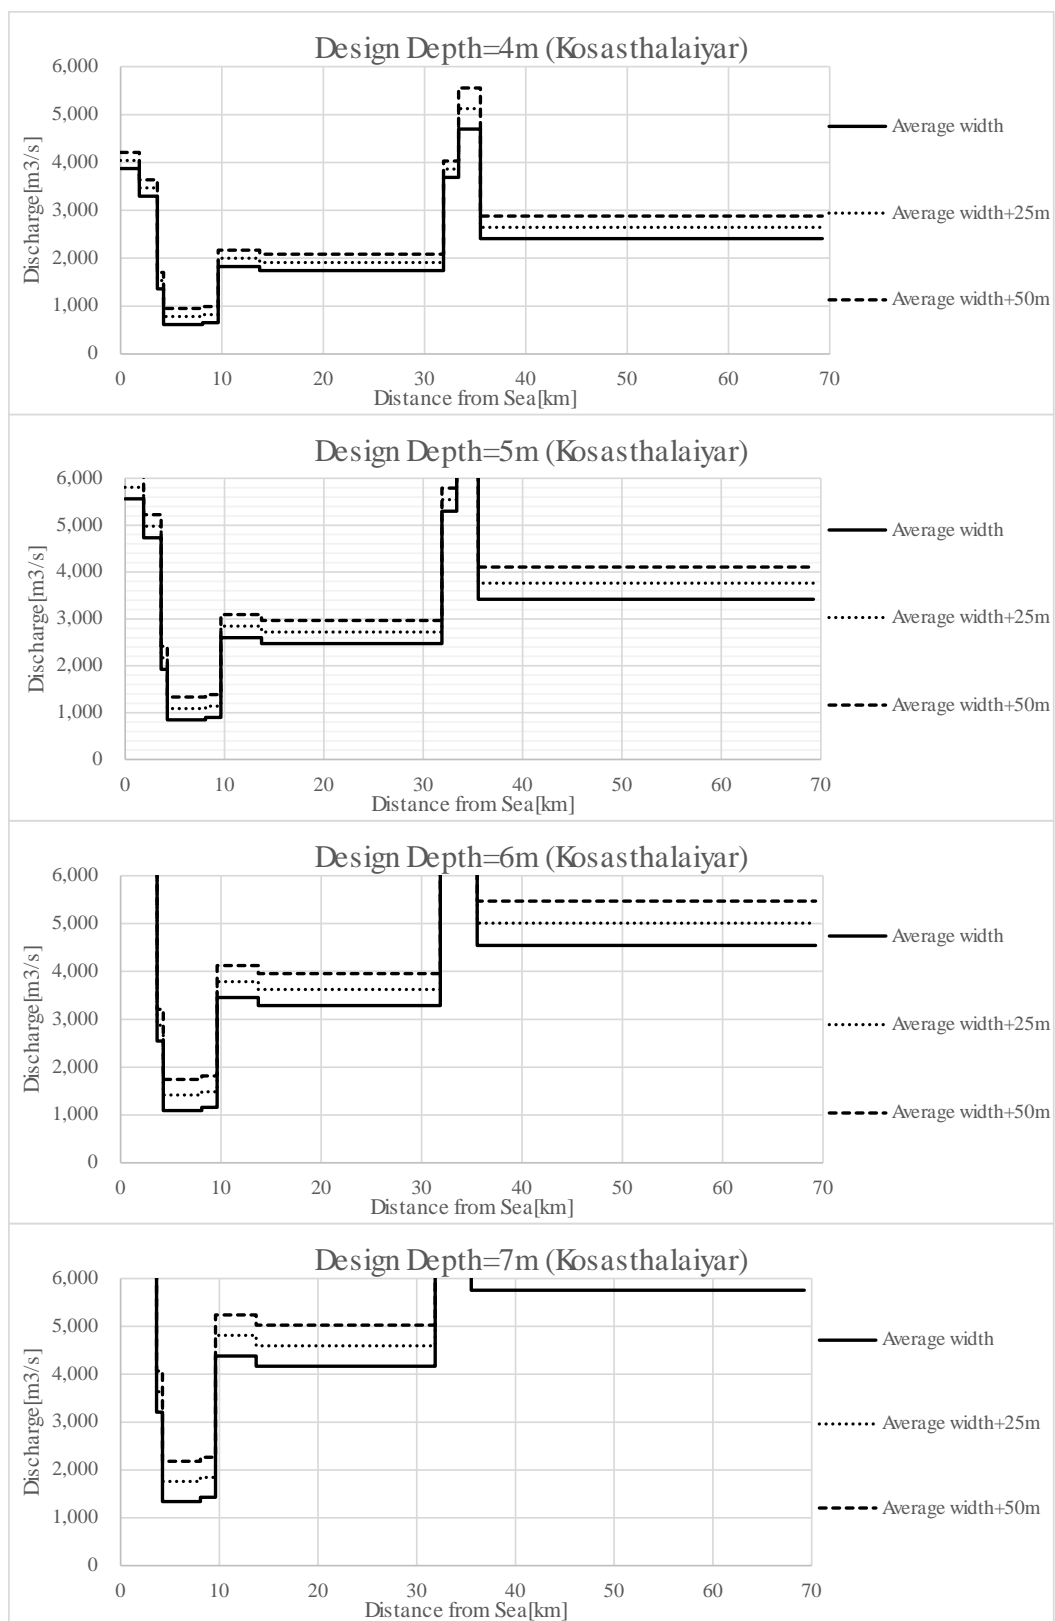 Design Depth=4m (Kosasthalaiyar)
6,000
5,000
4,000
3,000
2,000
1,000
0
Discharge[m3/s]
0 10 20 30 40 50 60 70
Distance from Sea[km]
Average width
Average width+25m
Average width+50m
Design Depth=5m (Kosasthalaiyar)
6,000
5,000
4,000
3,000
2,000
1,000
0
Discharge[m3/s]
0 10 20 30 40 50 60 70
Distance from Sea[km]
Average width
Average width+25m
Average width+50m
Design Depth=6m (Kosasthalaiyar)
6,000
5,000
4,000
3,000
2,000
1,000
0
Discharge[m3/s]
0 10 20 30 40 50 60 70
Distance from Sea[km]
Average width
Average width+25m
Average width+50m
Design Depth=7m (Kosasthalaiyar)
6,000
5,000
4,000
3,000
2,000
1,000
0
Discharge[m3/s]
0 10 20 30 40 50 60 70
Distance from Sea[km]
Average width
Average width+25m
Average width+50m